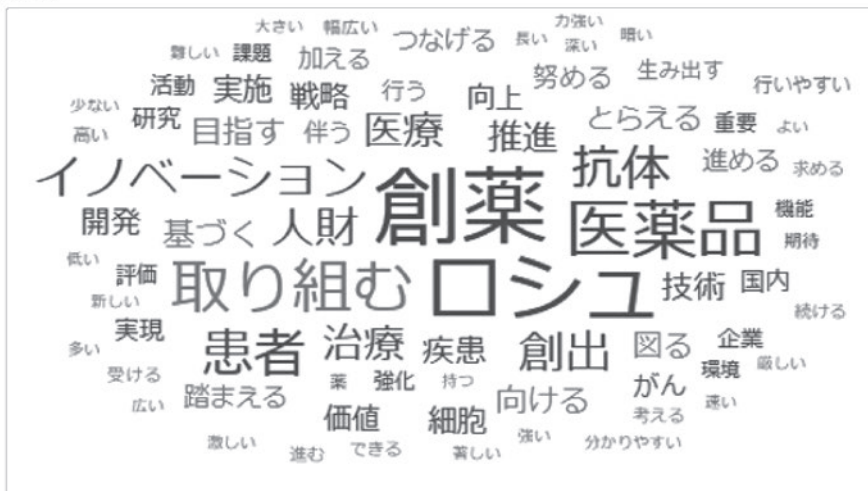 大きい 幅広い つなげる 長い 力強い 深い 暗い
難しい 課題 加える 努める 生み出す 行いやすい
少ない 活動 実施 戦略 行う 向上
高い 研究 目指す 伴う 医療 推進 とらえる 重要 よい
イノベーション 創薬 抗体 進める 求める
開発 基づく 人財 医薬品 機能 期待
低い 評価 取り組む ロシュ 技術 国内
新しい 続ける
多い 実現 患者 治療 疾患 創出 図る 企業 厳しい
受ける 薬 強化 持つ がん 環境
広い 踏まえる 価値 細胞 向ける 考える 速い
激しい 進む できる 著しい 強い 分かりやすい